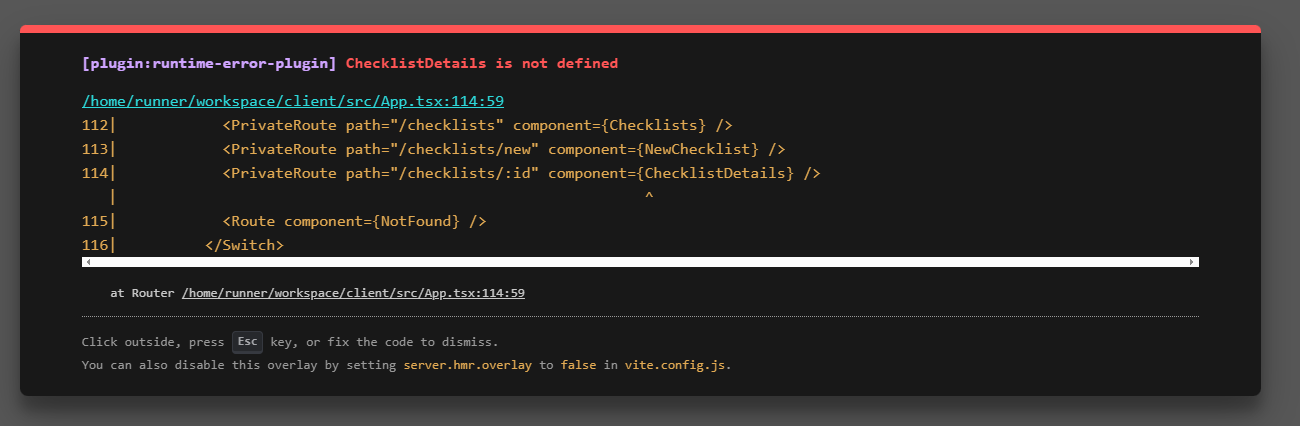 [plugin:runtime-error-plugin] ChecklistDetails is not defined
/home/runner/workspace/client/src/App.tsx:114:59
112|            <PrivateRoute path="/checklists" component={Checklists} />
113|            <PrivateRoute path="/checklists/new" component={NewChecklist} />
114|            <PrivateRoute path="/checklists/:id" component={ChecklistDetails} />
   |                                                            ^
115|            <Route component={NotFound} />
116|          </Switch>
at Router /home/runner/workspace/client/src/App.tsx:114:59
Click outside, press Esc key, or fix the code to dismiss.
You can also disable this overlay by setting server.hmr.overlay to false in vite.config.js.